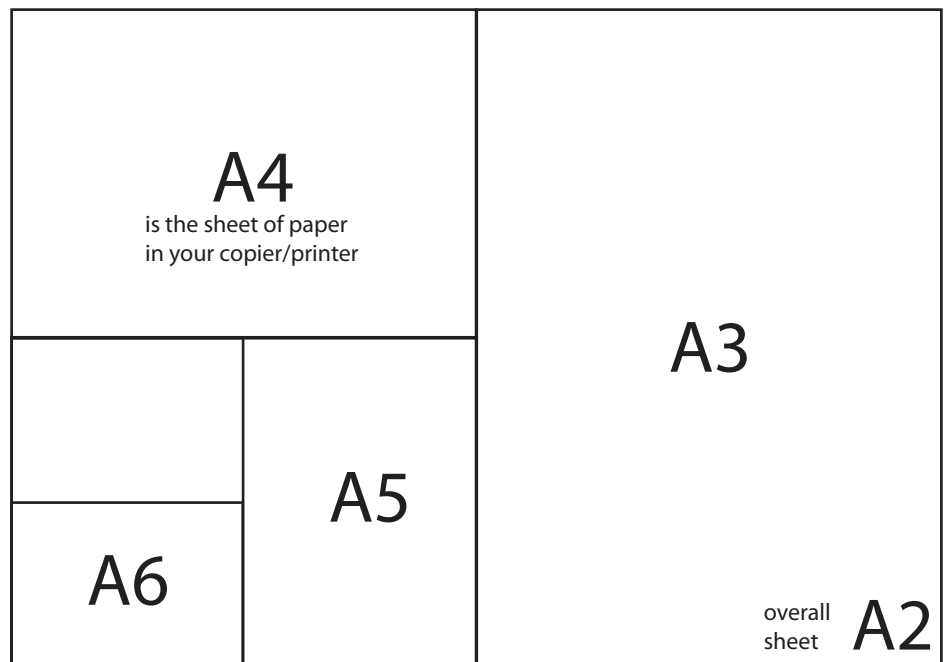 A4
is the sheet of paper
in your copier/printer
A3
A5
A6
overall
sheet
A2